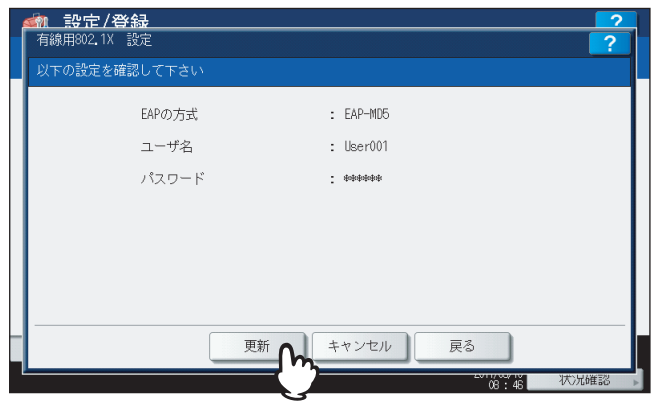 設定/登録
?
有線用802.1X 設定
?
以下の設定を確認して下さい
EAPの方式 : EAP-MD5
ユーザ名 : User001
パスワード : ******
更新
キャンセル
戻る
08:46
状況確認